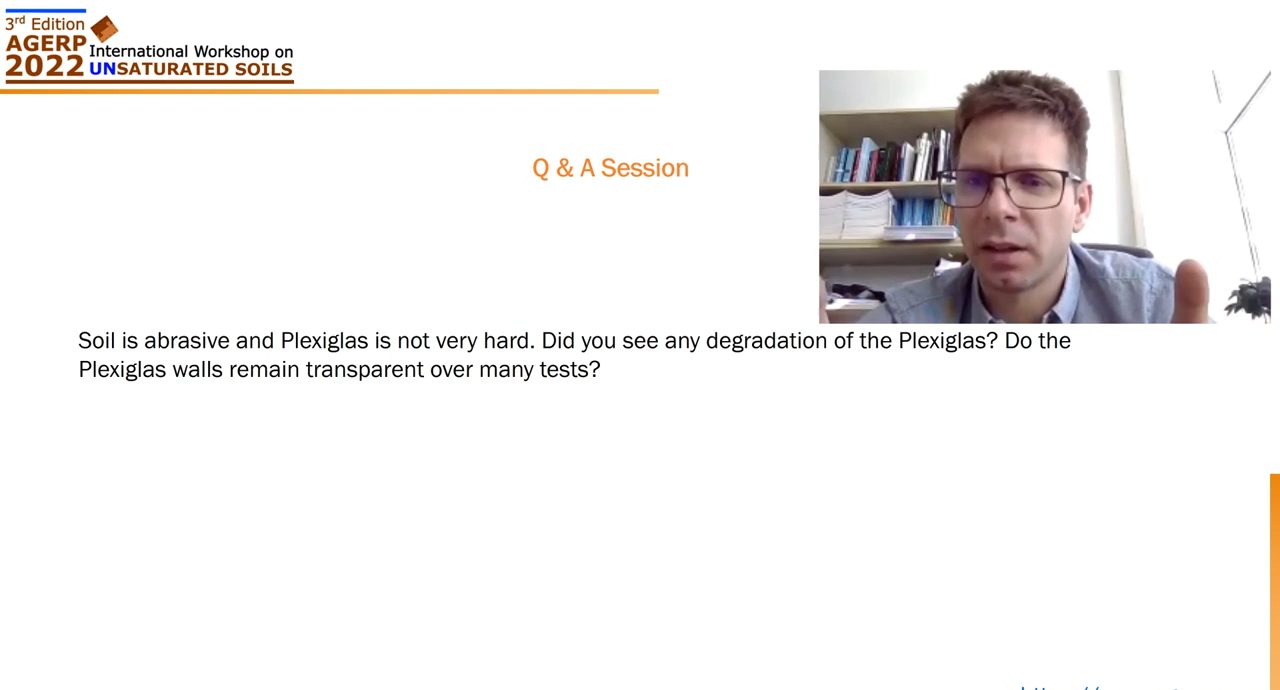 3rd Edition
AGERP
2022
International Workshop on
UNSATURATED SOILS
Q & A Session
Soil is abrasive and Plexiglas is not very hard. Did you see any degradation of the Plexiglas? Do the
Plexiglas walls remain transparent over many tests?